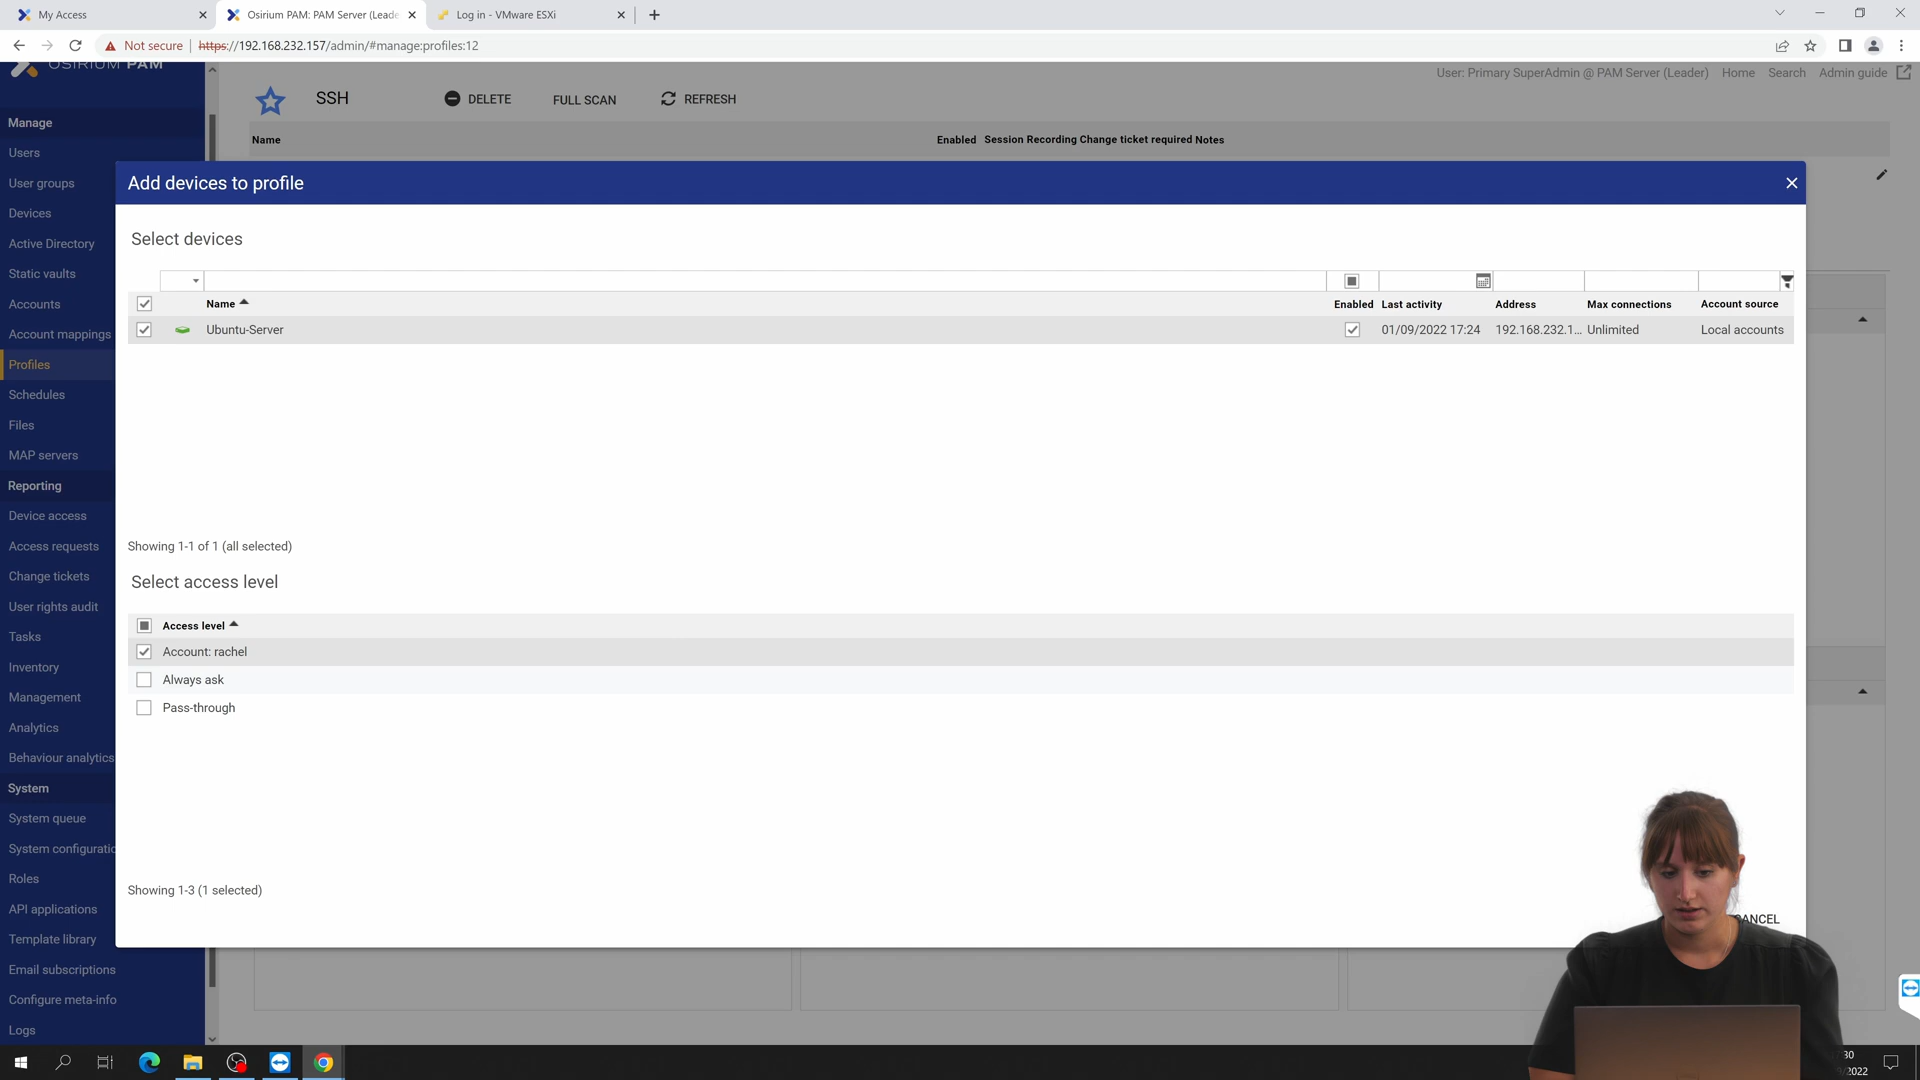 My Access
Osirium PAM: PAM Server (Leade
Log in - VMware ESXi
Not secure
https://192.168.232.157/admin/#manage:profiles:12
OSIRIUM PAM
User: Primary SuperAdmin @ PAM Server (Leader) Home Search Admin guide
SSH DELETE FULL SCAN REFRESH
Name Enabled Session Recording Change ticket required Notes
Manage
Users
User groups
Devices
Active Directory
Static vaults
Accounts
Account mappings
Profiles
Schedules
Files
MAP servers
Reporting
Device access
Access requests
Change tickets
User rights audit
Tasks
Inventory
Management
Analytics
Behaviour analytics
System
System queue
System configuratio
Roles
API applications
Template library
Email subscriptions
Configure meta-info
Logs
Add devices to profile
Select devices
Name Enabled Last activity Address Max connections Account source
Ubuntu-Server 01/09/2022 17:24 192.168.232.1... Unlimited Local accounts
Showing 1-1 of 1 (all selected)
Select access level
Access level
Account: rachel
Always ask
Pass-through
Showing 1-3 (1 selected)
CANCEL
:30
/2022